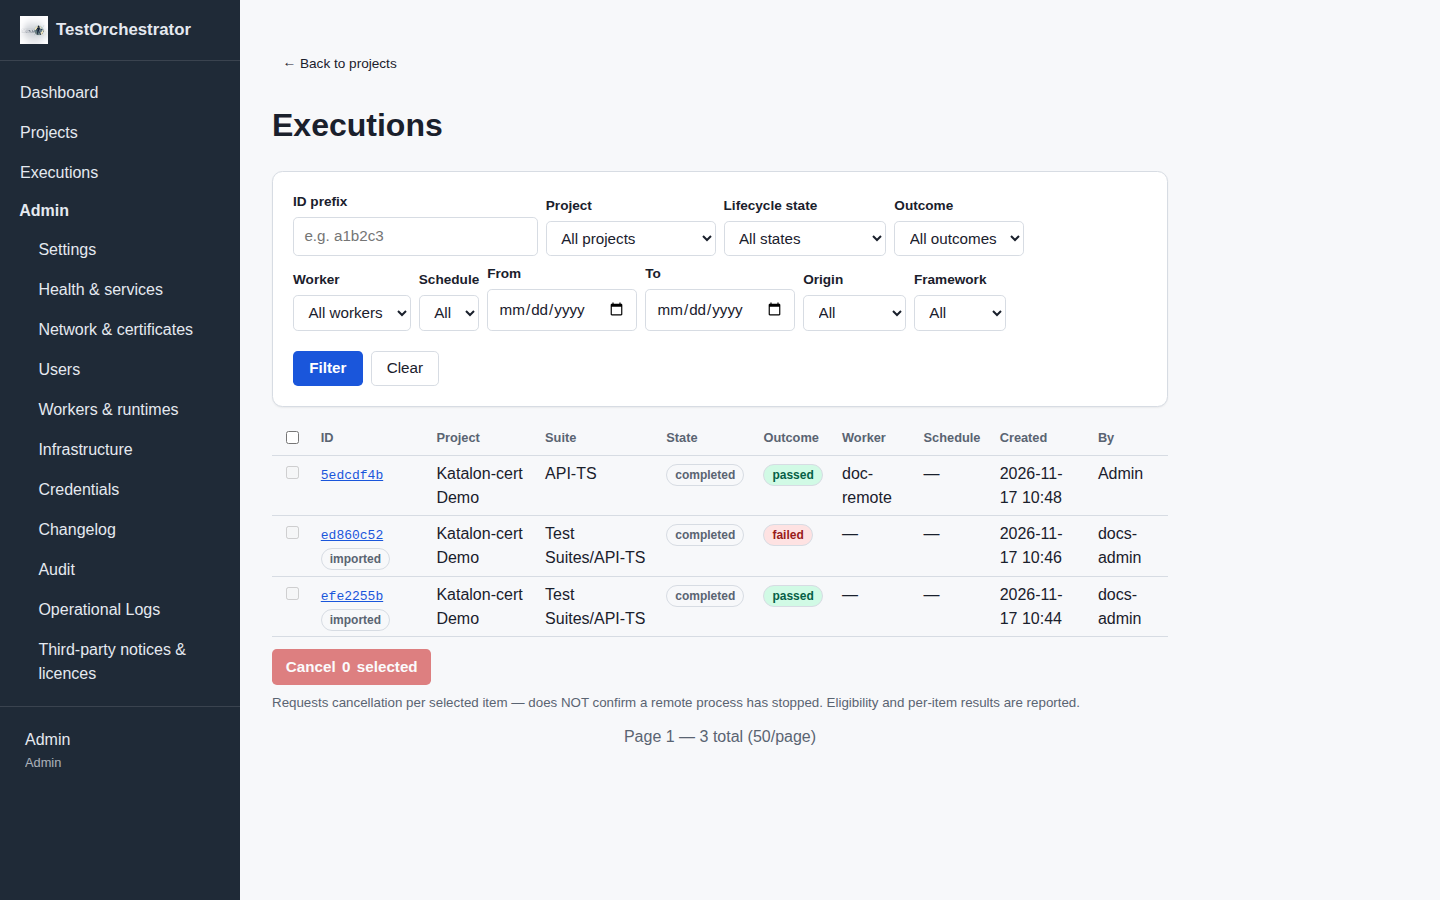 TestOrchestrator
Dashboard
Projects
Executions
Admin
Settings
Health & services
Network & certificates
Users
Workers & runtimes
Infrastructure
Credentials
Changelog
Audit
Operational Logs
Third-party notices &
licences
Admin
Admin
← Back to projects
Executions
ID prefix Project Lifecycle state Outcome
e.g. a1b2c3 All projects All states All outcomes
Worker Schedule From To Origin Framework
All workers All mm/dd/yyyy mm/dd/yyyy All All
Filter Clear
ID Project Suite State Outcome Worker Schedule Created By
5edcdf4b Katalon-cert API-TS completed passed doc- — 2026-11- Admin
Demo remote 17 10:48
ed860c52 Katalon-cert Test completed failed — — 2026-11- docs-
imported Demo Suites/API-TS 17 10:46 admin
efe2255b Katalon-cert Test completed passed — — 2026-11- docs-
imported Demo Suites/API-TS 17 10:44 admin
Cancel 0 selected
Requests cancellation per selected item — does NOT confirm a remote process has stopped. Eligibility and per-item results are reported.
Page 1 — 3 total (50/page)